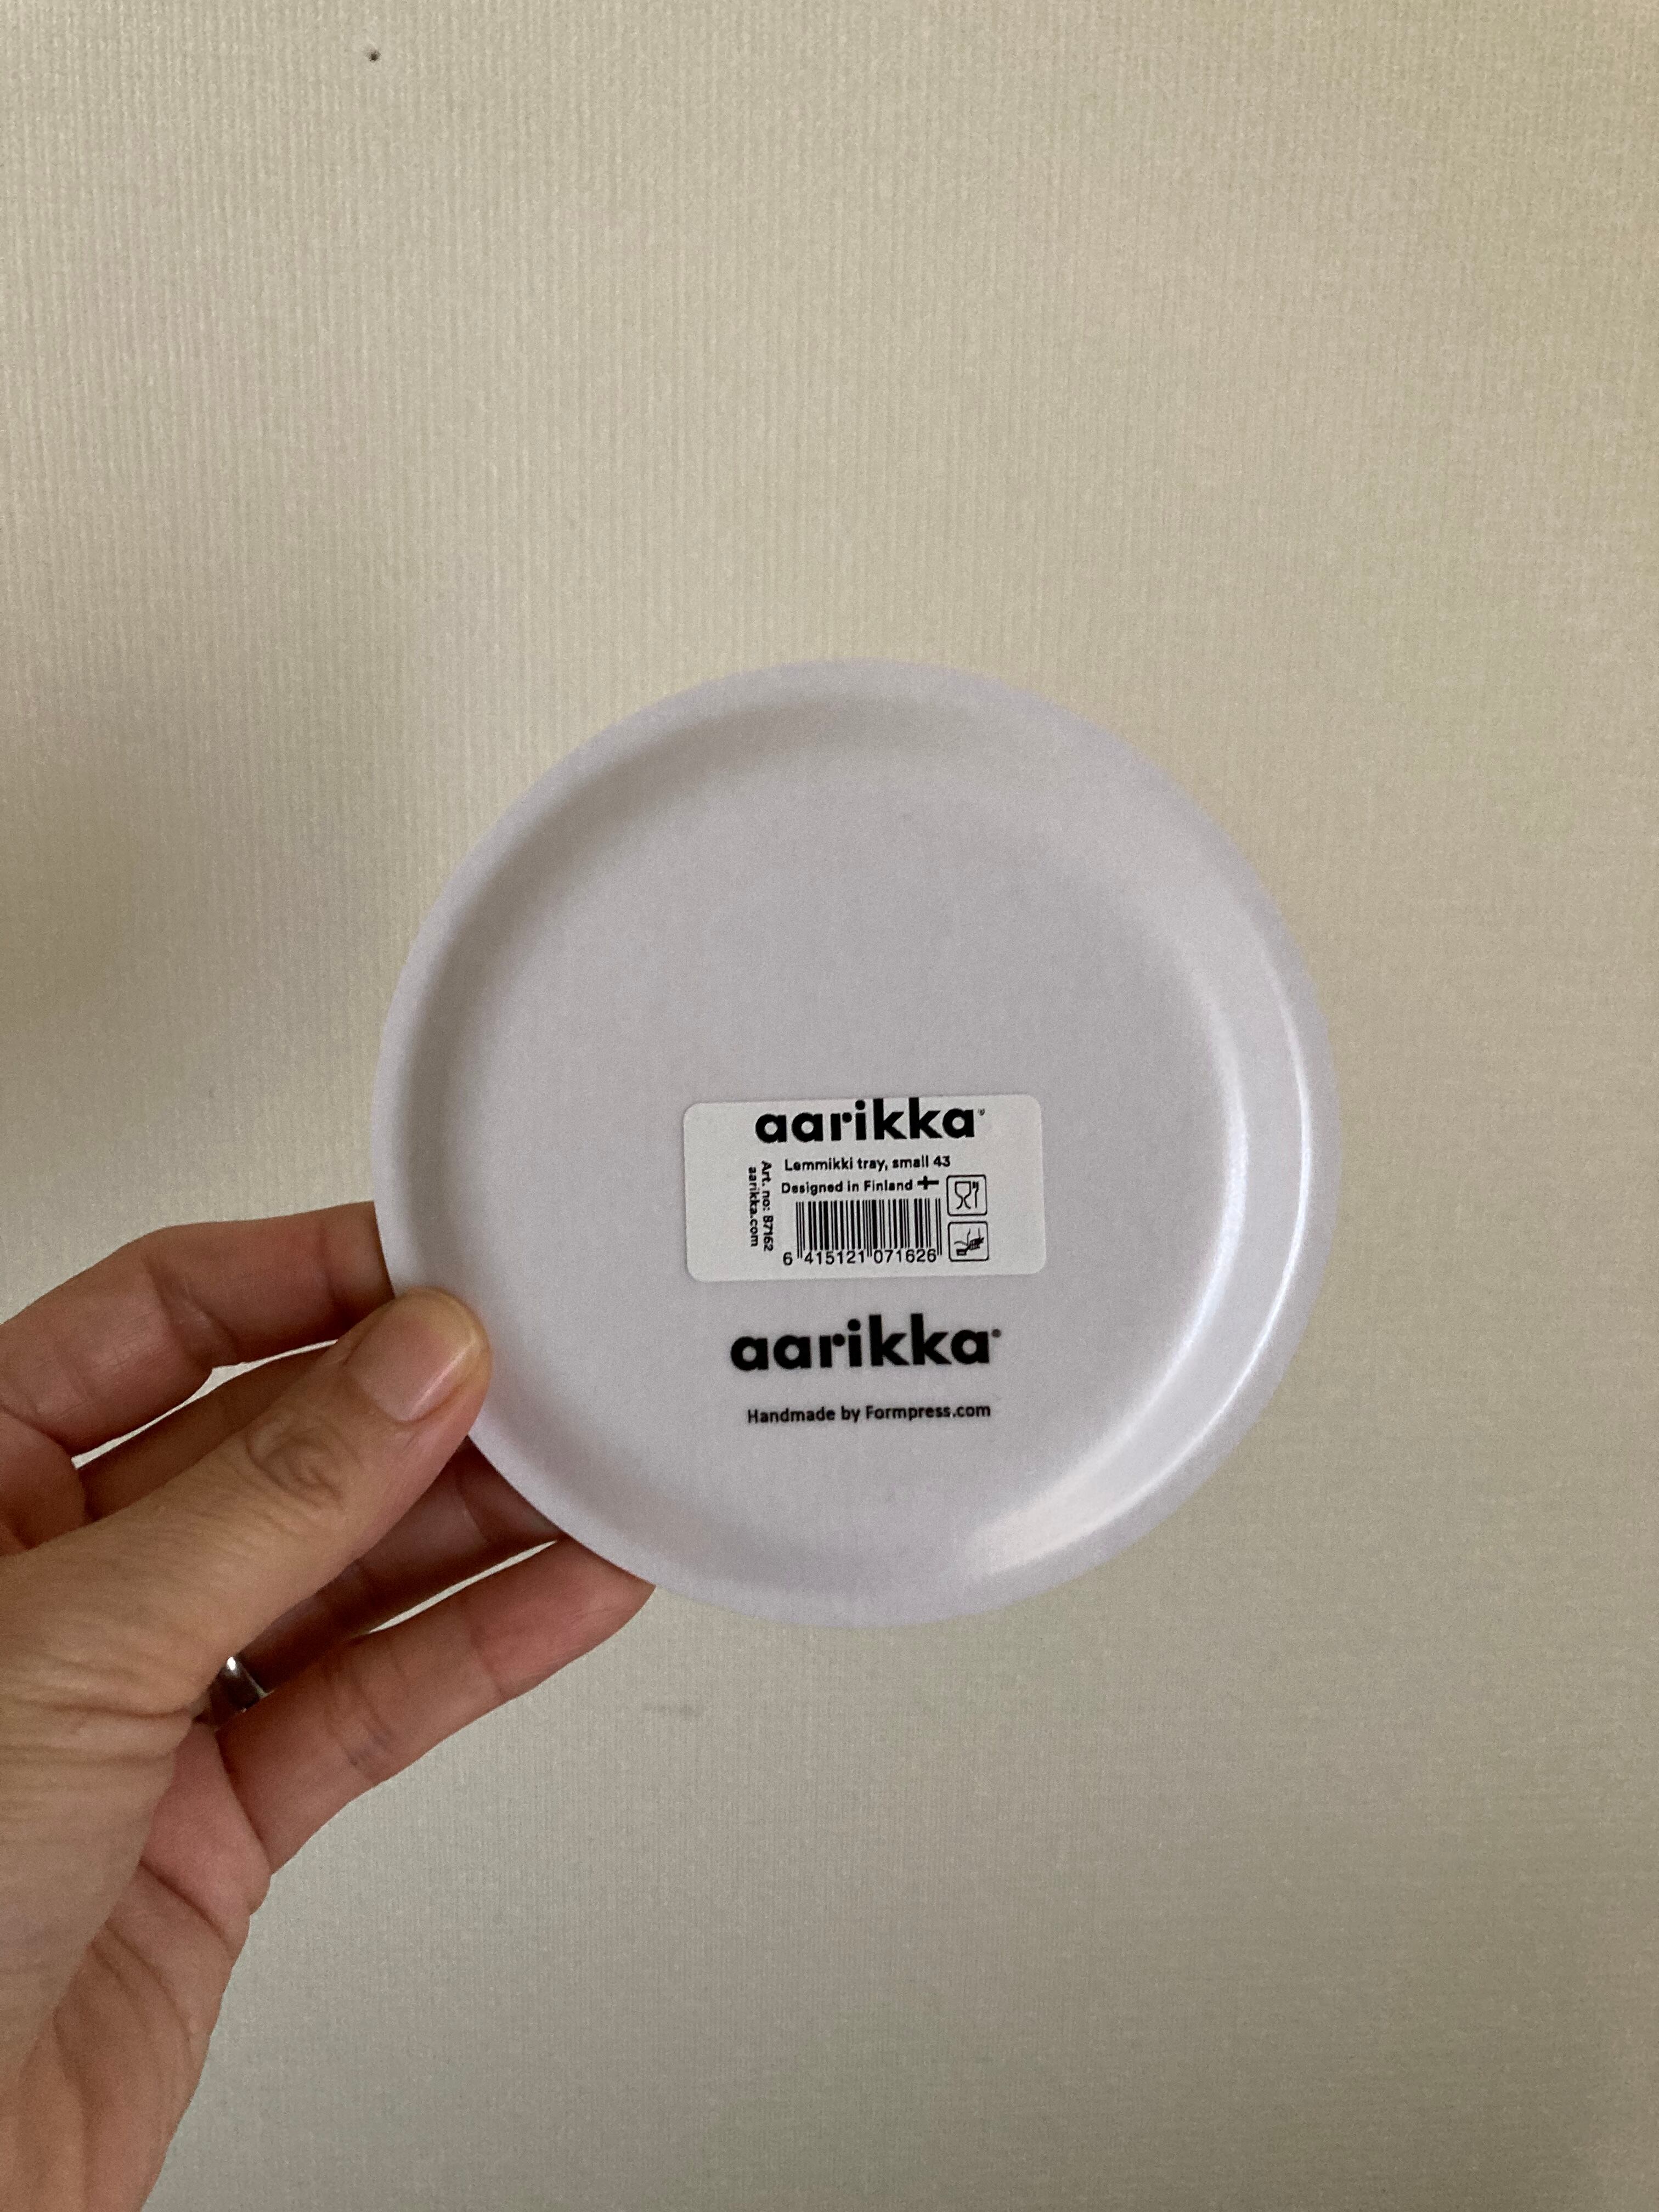 aarikka
Lemmikki tray, small 43
Designed in Finland
Art. no: B7162
aarikka.com
6 415121 071626
aarikka
Handmade by Formpress.com